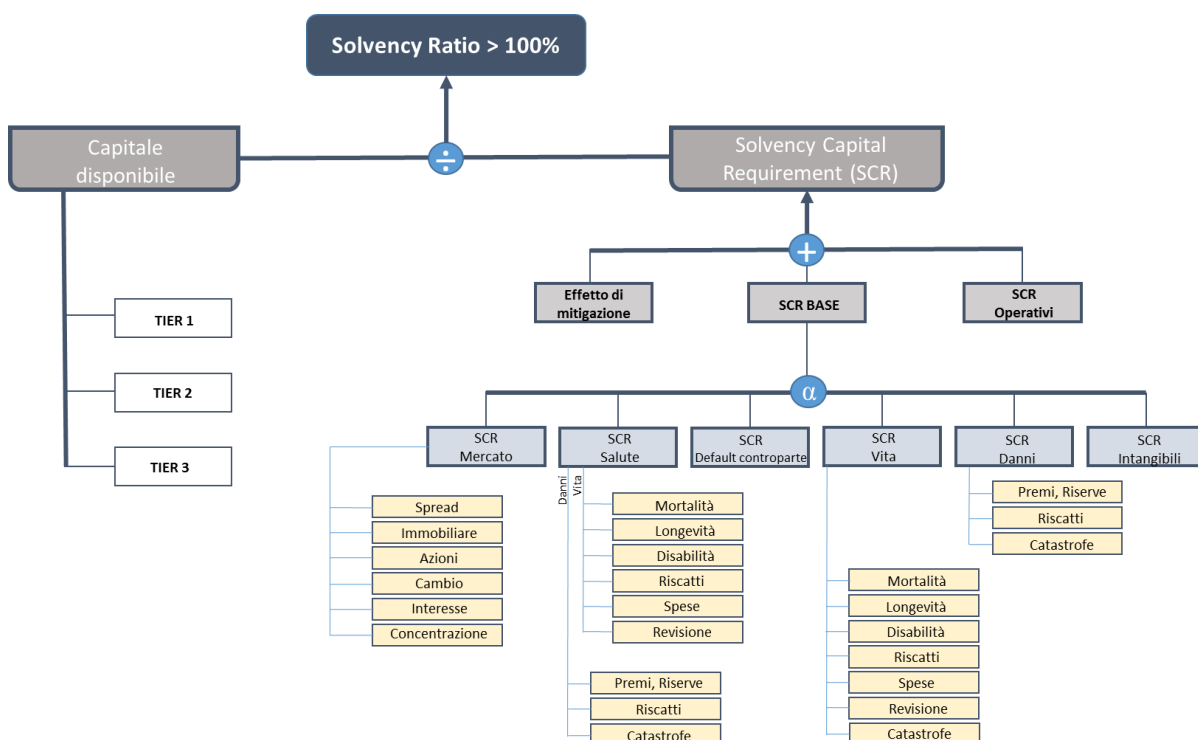 Solvency Ratio > 100%
Capitale
disponibile
÷
Solvency Capital
Requirement (SCR)
+
Effetto di
mitigazione
SCR BASE
SCR
Operativi
TIER 1
TIER 2
TIER 3
α
SCR
Mercato
SCR
Salute
SCR
Default controparte
SCR
Vita
SCR
Danni
SCR
Intangibili
Spread
Immobiliare
Azioni
Cambio
Interesse
Concentrazione
Danni
Vita
Mortalità
Longevità
Disabilità
Riscatti
Spese
Revisione
Premi, Riserve
Riscatti
Catastrofe
Mortalità
Longevità
Disabilità
Riscatti
Spese
Revisione
Catastrofe
Premi, Riserve
Riscatti
Catastrofe